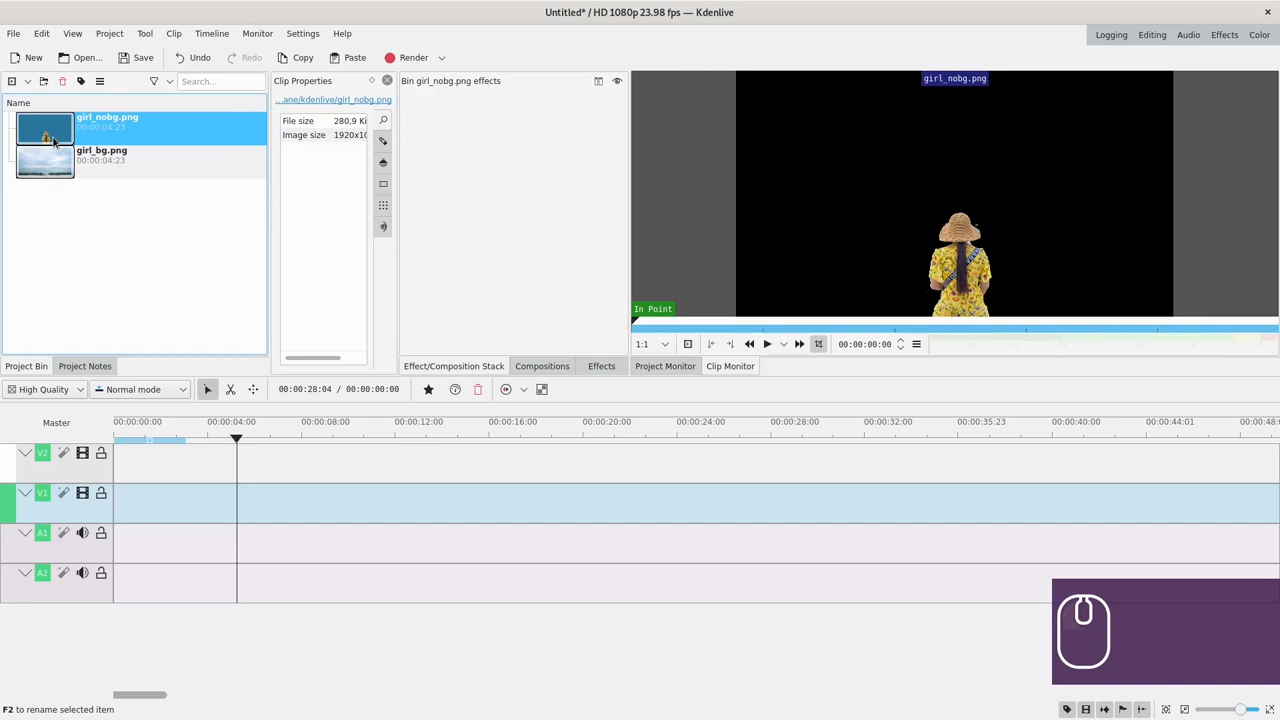 Untitled* / HD 1080p 23.98 fps — Kdenlive
File Edit View Project Tool Clip Timeline Monitor Settings Help
Logging Editing Audio Effects Color
New Open... Save Undo Redo Copy Paste Render
Search...
Name
girl_nobg.png
00:00:04:23
girl_bg.png
00:00:04:23
Project Bin Project Notes
Clip Properties
...ane/kdenlive/girl_nobg.png
File size 280,9 Ki
Image size 1920x10
Bin girl_nobg.png effects
Effect/Composition Stack Compositions Effects
girl_nobg.png
In Point
1:1 00:00:00:00
Project Monitor Clip Monitor
High Quality Normal mode 00:00:28:04 / 00:00:00:00
Master
00:00:00:00 00:00:04:00 00:00:08:00 00:00:12:00 00:00:16:00 00:00:20:00 00:00:24:00 00:00:28:00 00:00:32:00 00:00:35:23 00:00:40:00 00:00:44:01 00:00:48:
V2
V1
A1
A2
F2 to rename selected item